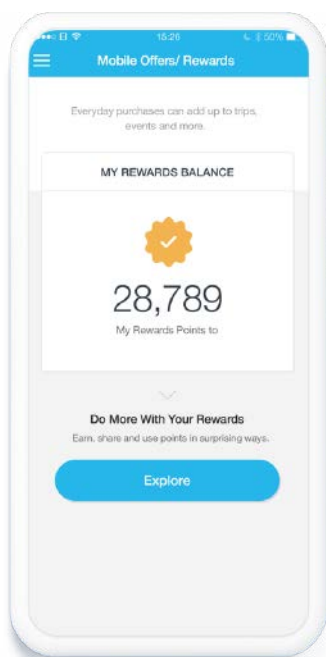 15:26
50%
Mobile Offers/ Rewards
Everyday purchases can add up to trips,
events and more.
MY REWARDS BALANCE
28,789
My Rewards Points to
Do More With Your Rewards
Earn, share and use points in surprising ways.
Explore